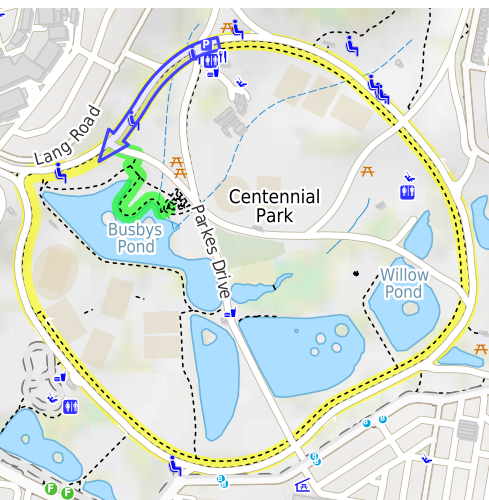 P
Lang Road
Centennial
Park
Busbys
Pond
Parkes Drive
Willow
Pond
B
B
B
B
F
F